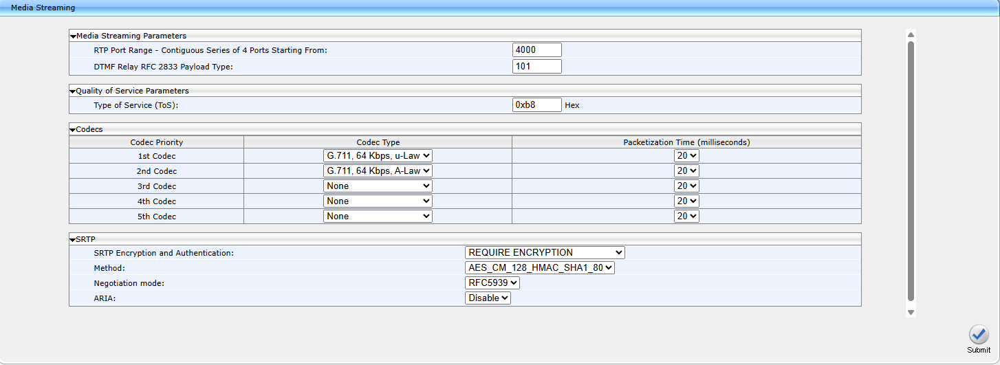 Media Streaming
Media Streaming Parameters
RTP Port Range - Contiguous Series of 4 Ports Starting From: 4000
DTMF Relay RFC 2833 Payload Type: 101
Quality of Service Parameters
Type of Service (ToS): 0xb8 Hex
Codecs
Codec Priority Codec Type Packetization Time (milliseconds)
1st Codec G.711, 64 Kbps, u-Law 20
2nd Codec G.711, 64 Kbps, A-Law 20
3rd Codec None 20
4th Codec None 20
5th Codec None 20
SRTP
SRTP Encryption and Authentication: REQUIRE ENCRYPTION
Method: AES_CM_128_HMAC_SHA1_80
Negotiation mode: RFC5939
ARIA: Disable
Submit